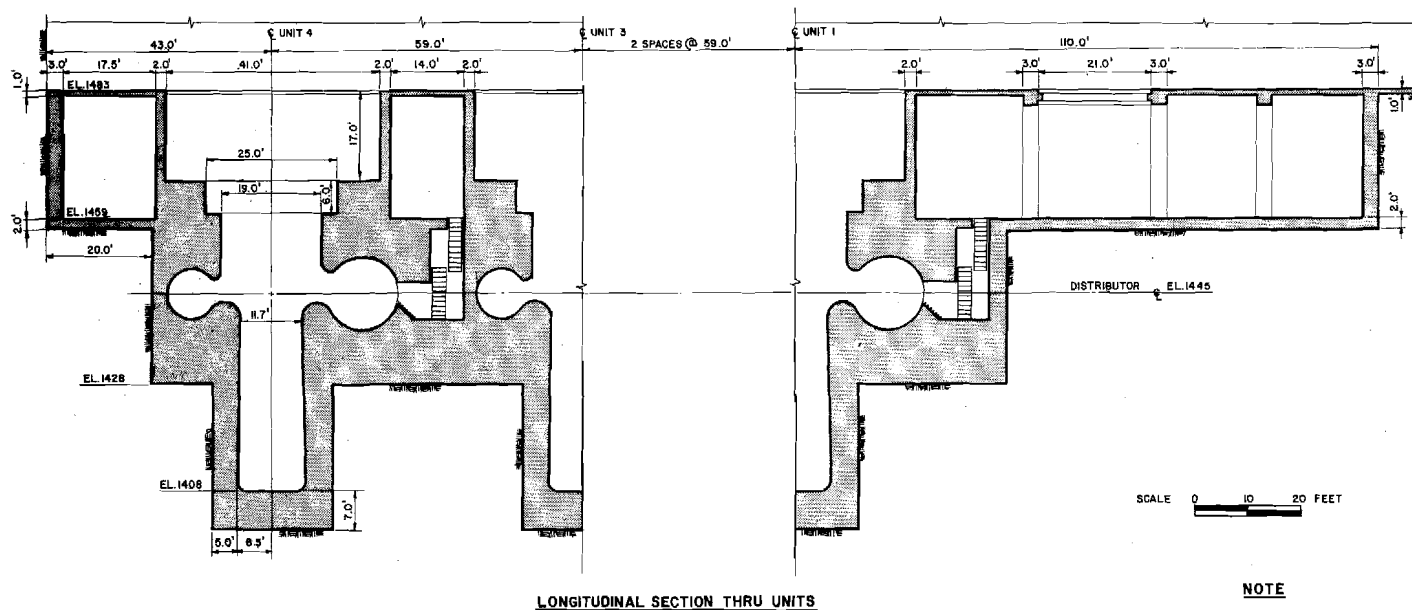 ℄ UNIT 4
℄ UNIT 3
℄ UNIT 1
43.0'
59.0'
2 SPACES @ 59.0'
110.0'
3.0'
17.5'
2.0'
41.0'
2.0'
14.0'
2.0'
2.0'
3.0'
21.0'
3.0'
3.0'
1.0'
EL.1483
1.0'
17.0'
25.0'
19.0'
6.0'
EL.1459
2.0'
2.0'
20.0'
DISTRIBUTOR ℄ EL.1445
11.7'
EL.1428
EL.1408
7.0'
SCALE 0 10 20 FEET
5.0'
6.5'
LONGITUDINAL SECTION THRU UNITS
NOTE